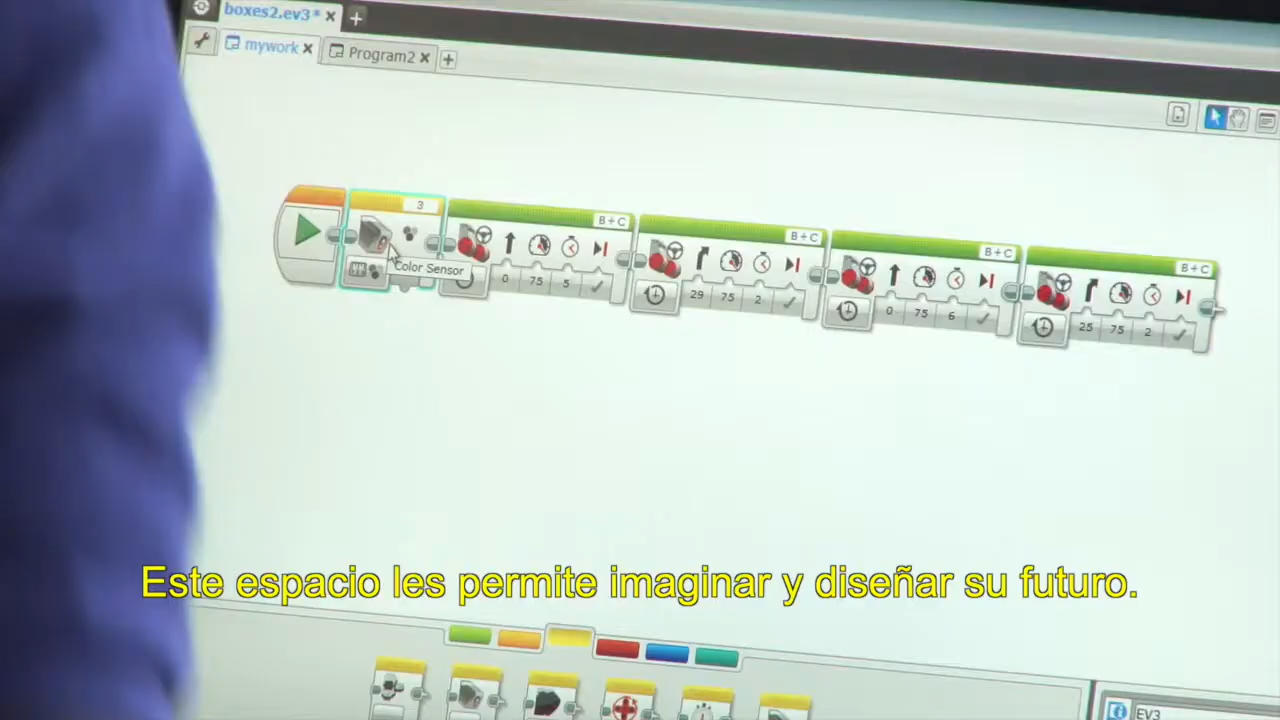 boxes2.ev3*
mywork
Program2
3
B+C
B+C
B+C
B+C
Color Sensor
0 75 5
29 75 2
0 75 6
25 75 2
Este espacio les permite imaginar y diseñar su futuro.
EV3